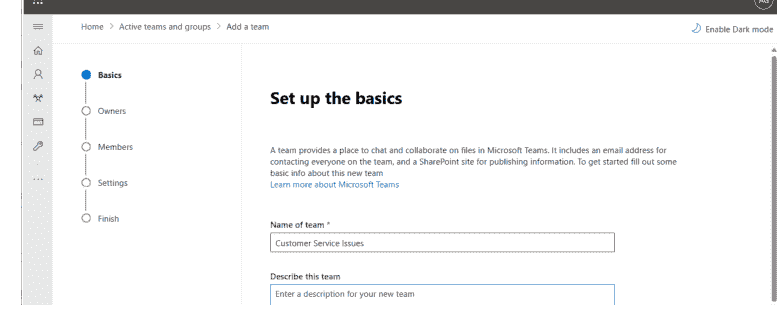 AG
Home > Active teams and groups > Add a team
Enable Dark mode
Basics
Owners
Members
Settings
Finish
Set up the basics
A team provides a place to chat and collaborate on files in Microsoft Teams. It includes an email address for
contacting everyone on the team, and a SharePoint site for publishing information. To get started fill out some
basic info about this new team
Learn more about Microsoft Teams
Name of team *
Customer Service Issues
Describe this team
Enter a description for your new team